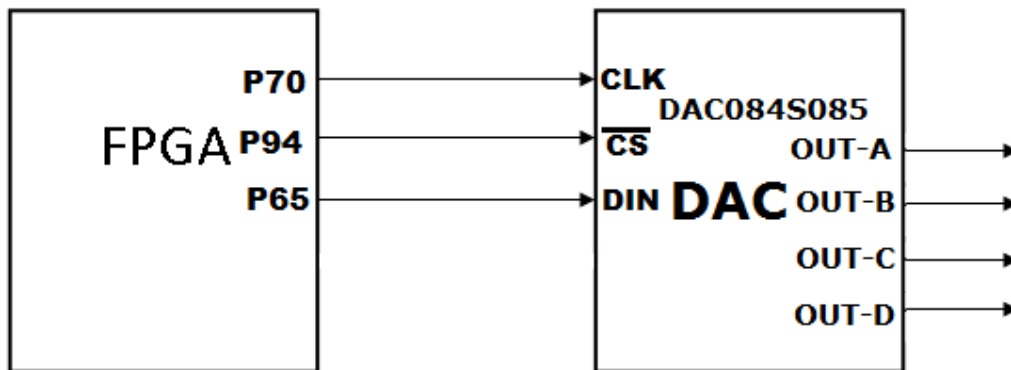 P70
FPGA
P94
P65
CLK
DAC084S085
CS
DIN
DAC
OUT-A
OUT-B
OUT-C
OUT-D